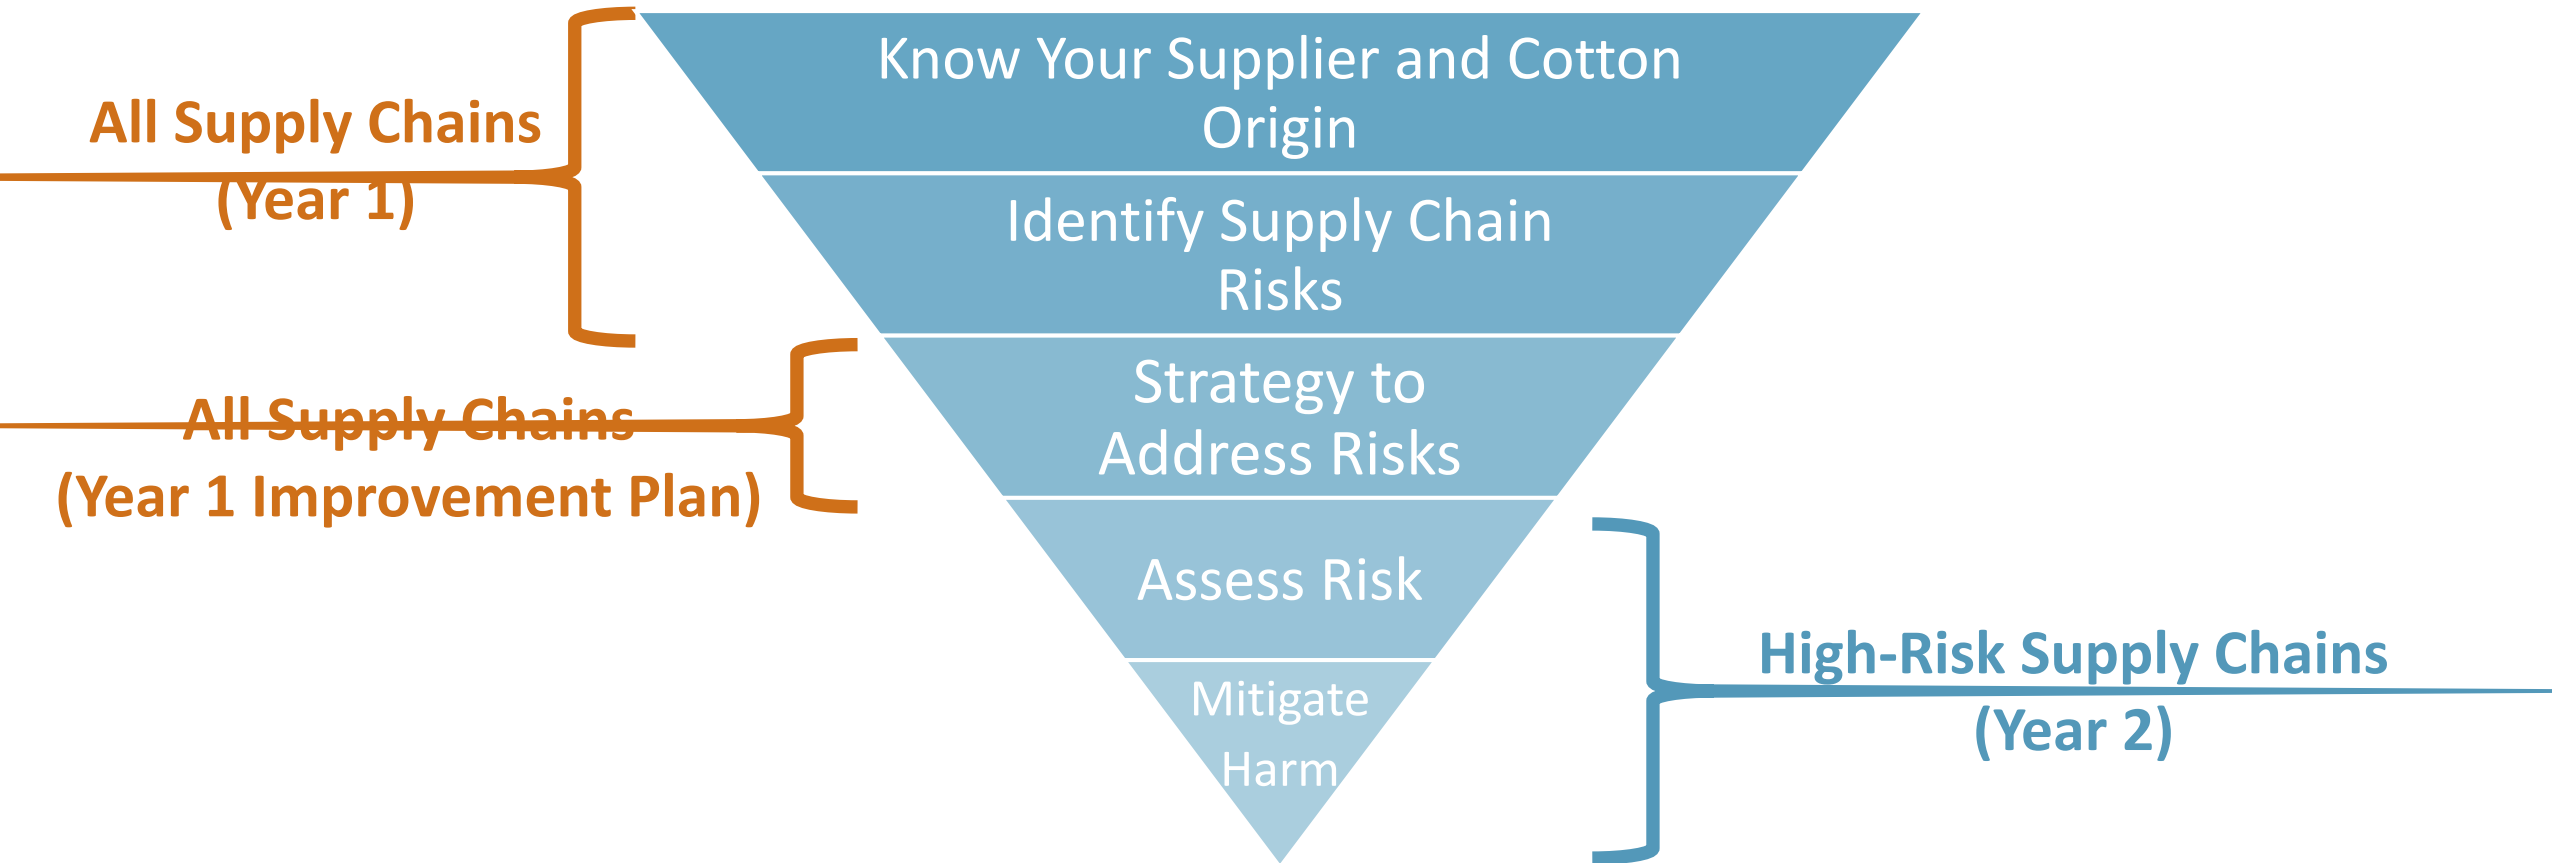 Know Your Supplier and Cotton
Origin
All Supply Chains
(Year 1)
Identify Supply Chain
Risks
Strategy to
Address Risks
All Supply Chains
(Year 1 Improvement Plan)
Assess Risk
Mitigate
Harm
High-Risk Supply Chains
(Year 2)